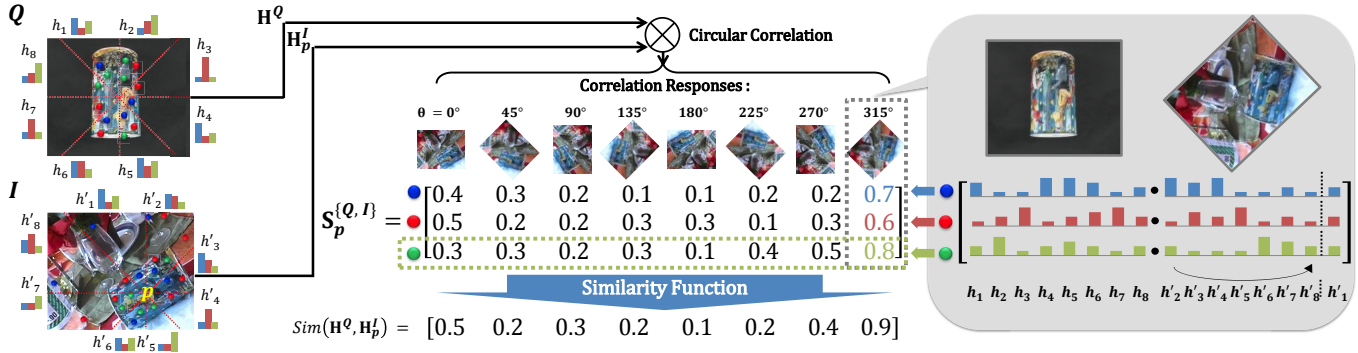 Q
h₁ h₂
h₈ h₃
h₇ h₄
h₆ h₅
I
h'₁ h'₂
h'₈ h'₃
h'₇ h'₄
p
h'₆ h'₅
H^Q
H_p^I
Circular Correlation
Correlation Responses :
θ = 0° 45° 90° 135° 180° 225° 270° 315°
S_p^{Q, I} =
0.4 0.3 0.2 0.1 0.1 0.2 0.2 0.7
0.5 0.2 0.2 0.3 0.3 0.1 0.3 0.6
0.3 0.3 0.2 0.3 0.1 0.4 0.5 0.8
Similarity Function
Sim(H^Q, H_p^I) = [0.5 0.2 0.3 0.2 0.1 0.2 0.4 0.9]
h₁ h₂ h₃ h₄ h₅ h₆ h₇ h₈ h'₂ h'₃ h'₄ h'₅ h'₆ h'₇ h'₈ h'₁